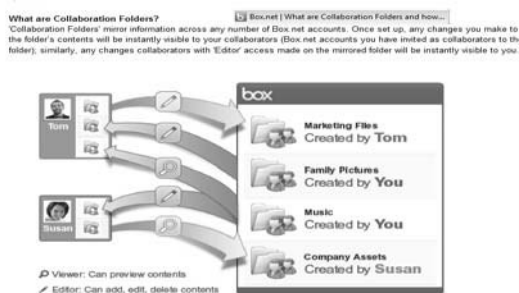 What are Collaboration Folders?
Box.net | What are Collaboration Folders and how...
'Collaboration Folders' mirror information across any number of Box.net accounts. Once set up, any changes you make to
the folder's contents will be instantly visible to your collaborators (Box.net accounts you have invited as collaborators to the
folder); similarly, any changes collaborators with 'Editor' access made on the mirrored folder will be instantly visible to you.
box
Tom
Marketing Files
Created by Tom
Family Pictures
Created by You
Music
Created by You
Susan
Company Assets
Created by Susan
Viewer: Can preview contents
Editor: Can add, edit, delete contents